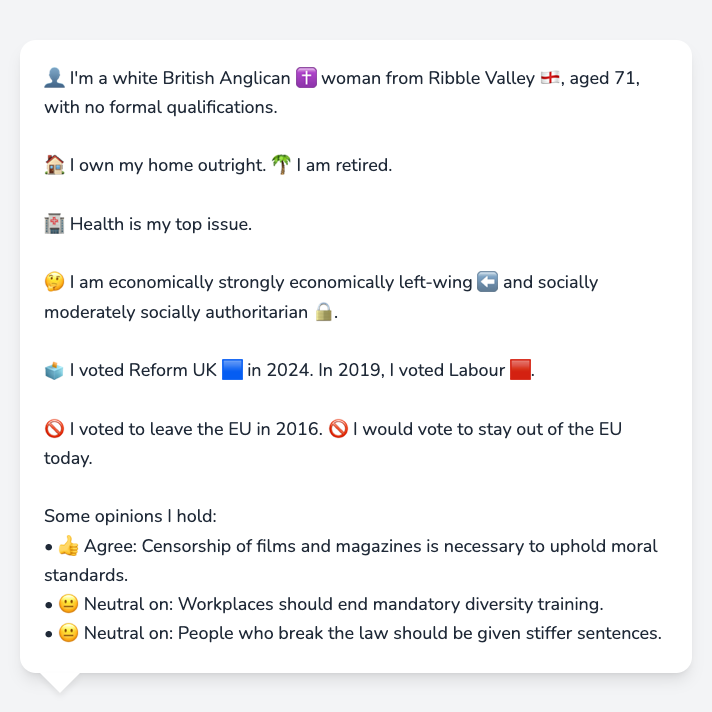 👤 I'm a white British Anglican ✝️ woman from Ribble Valley 🏴󠁧󠁢󠁥󠁮󠁧󠁿, aged 71,
with no formal qualifications.
🏠 I own my home outright. 🌴 I am retired.
🏥 Health is my top issue.
🤔 I am economically strongly economically left-wing ⬅️ and socially
moderately socially authoritarian 🔒.
🗳️ I voted Reform UK 🟦 in 2024. In 2019, I voted Labour 🟥.
🚫 I voted to leave the EU in 2016. 🚫 I would vote to stay out of the EU
today.
Some opinions I hold:
• 👍 Agree: Censorship of films and magazines is necessary to uphold moral
standards.
• 😐 Neutral on: Workplaces should end mandatory diversity training.
• 😐 Neutral on: People who break the law should be given stiffer sentences.